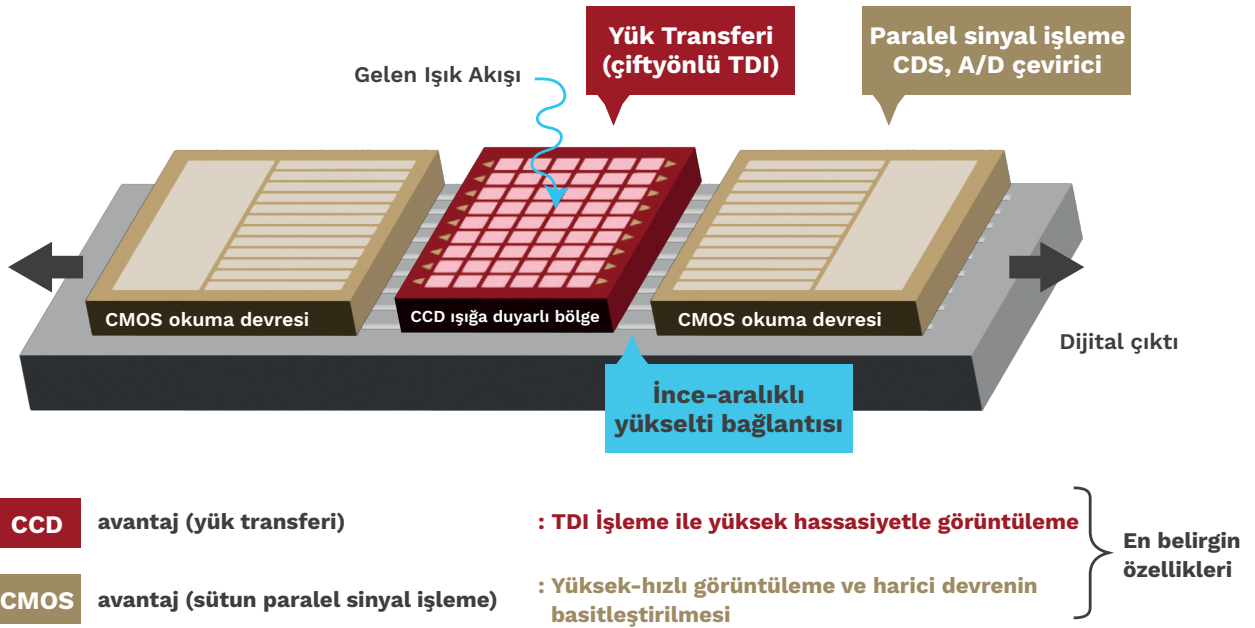 Yük Transferi
(çiftyönlü TDI)
Paralel sinyal işleme
CDS, A/D çevirici
Gelen Işık Akışı
CMOS okuma devresi
CCD ışığa duyarlı bölge
CMOS okuma devresi
Dijital çıktı
İnce-aralıklı
yükselti bağlantısı
CCD avantaj (yük transferi) : TDI İşleme ile yüksek hassasiyetle görüntüleme
CMOS avantaj (sütun paralel sinyal işleme) : Yüksek-hızlı görüntüleme ve harici devrenin
basitleştirilmesi
En belirgin
özellikleri